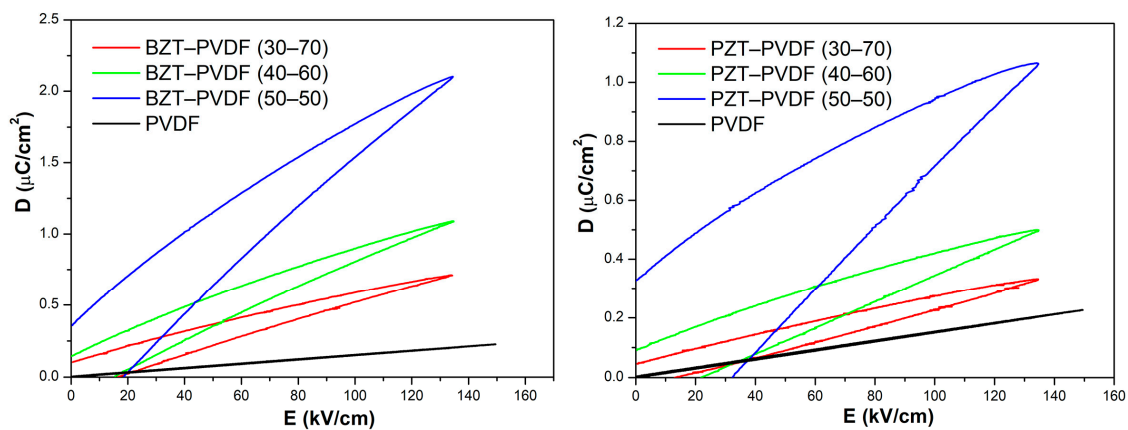 2.5
2.0
1.5
1.0
0.5
0.0
D (μC/cm²)
BZT–PVDF (30–70)
BZT–PVDF (40–60)
BZT–PVDF (50–50)
PVDF
0 20 40 60 80 100 120 140 160
E (kV/cm)
1.2
1.0
0.8
0.6
0.4
0.2
0.0
D (μC/cm²)
PZT–PVDF (30–70)
PZT–PVDF (40–60)
PZT–PVDF (50–50)
PVDF
0 20 40 60 80 100 120 140 160
E (kV/cm)